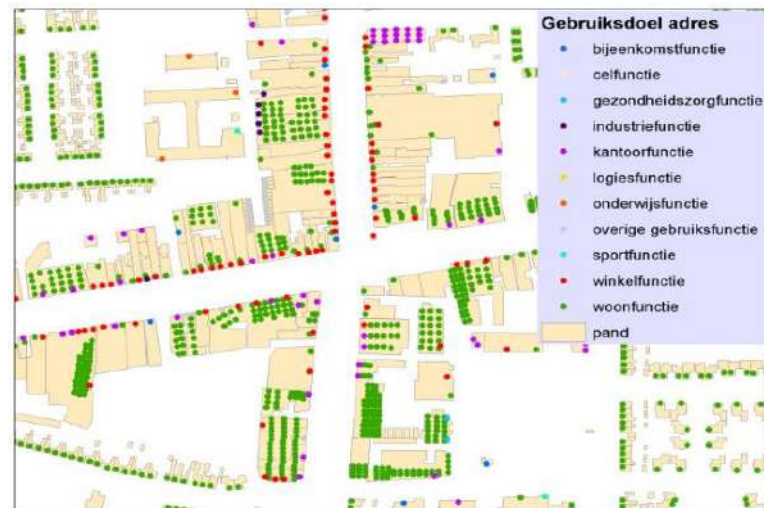 Gebruiksdoel adres
bijeenkomstfunctie
celfunctie
gezondheidszorgfunctie
industriefunctie
kantoorfunctie
logiesfunctie
onderwijsfunctie
overige gebruiksfunctie
sportfunctie
winkelfunctie
woonfunctie
pand